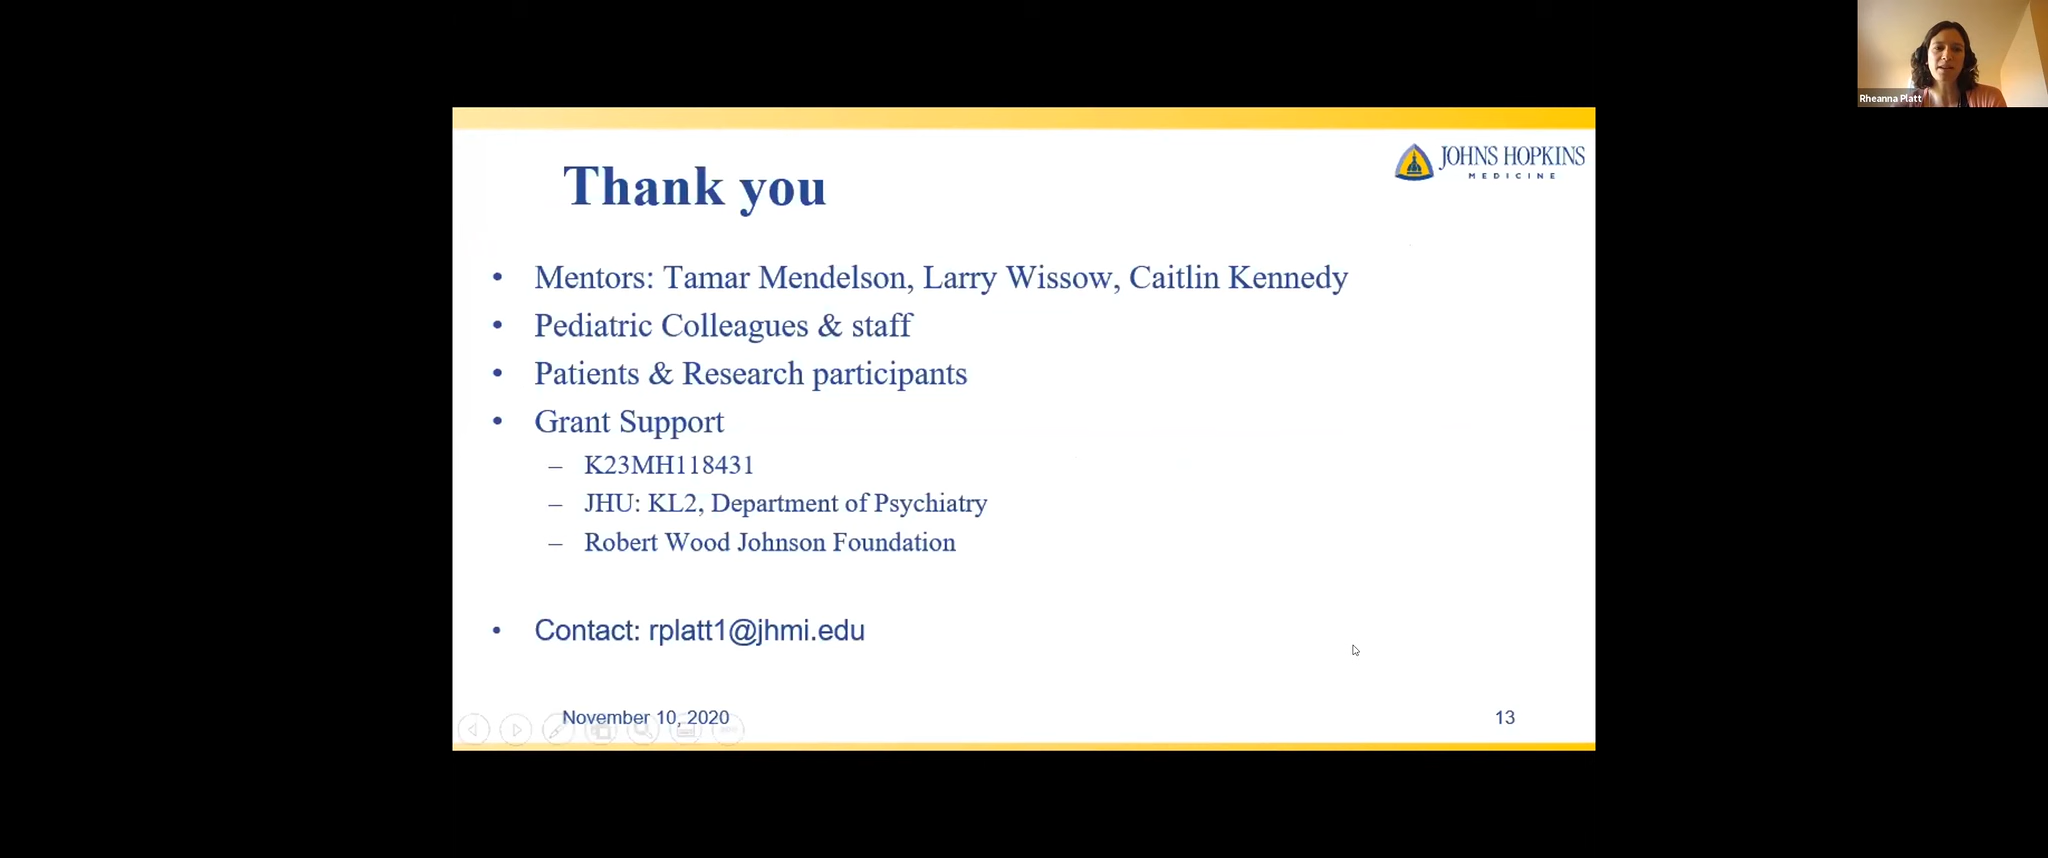 Rheanna Platt
JOHNS HOPKINS
MEDICINE
Thank you
• Mentors: Tamar Mendelson, Larry Wissow, Caitlin Kennedy
• Pediatric Colleagues & staff
• Patients & Research participants
• Grant Support
– K23MH118431
– JHU: KL2, Department of Psychiatry
– Robert Wood Johnson Foundation
• Contact: rplatt1@jhmi.edu
November 10, 2020
13